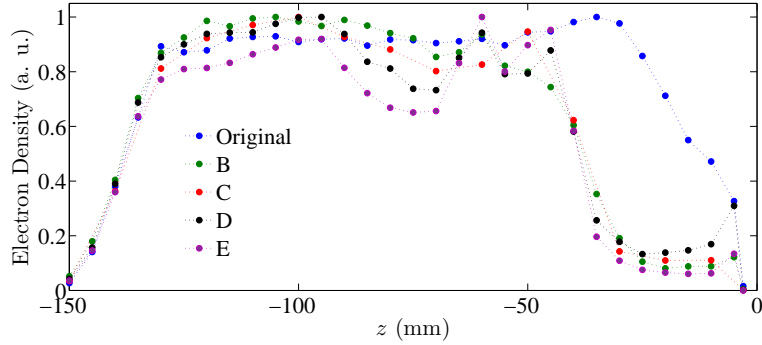 Electron Density (a. u.)
1
0.8
0.6
0.4
0.2
0
Original
B
C
D
E
−150
−100
−50
0
z (mm)